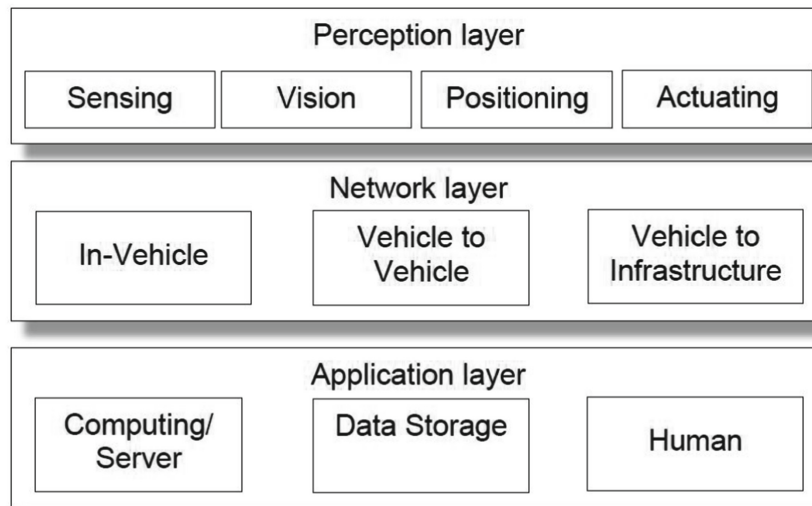 Perception layer
Sensing
Vision
Positioning
Actuating
Network layer
In-Vehicle
Vehicle to
Vehicle
Vehicle to
Infrastructure
Application layer
Computing/
Server
Data Storage
Human